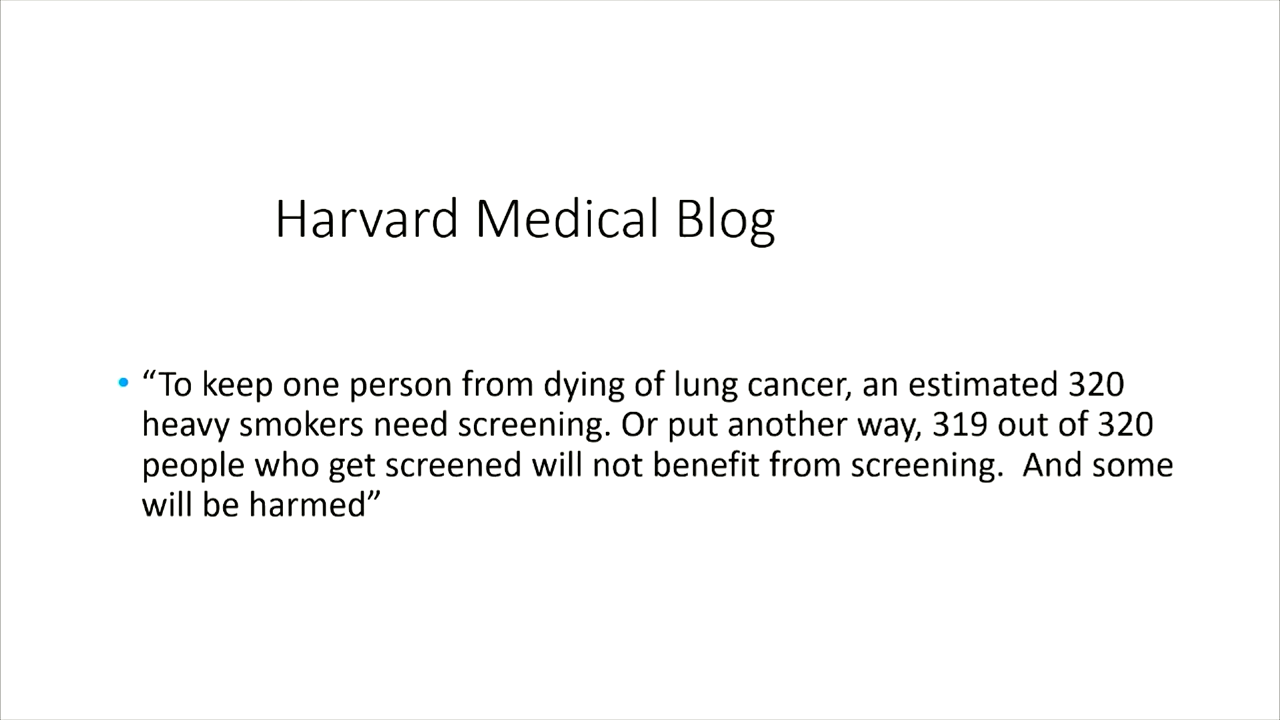 Harvard Medical Blog
• “To keep one person from dying of lung cancer, an estimated 320
heavy smokers need screening. Or put another way, 319 out of 320
people who get screened will not benefit from screening.  And some
will be harmed”